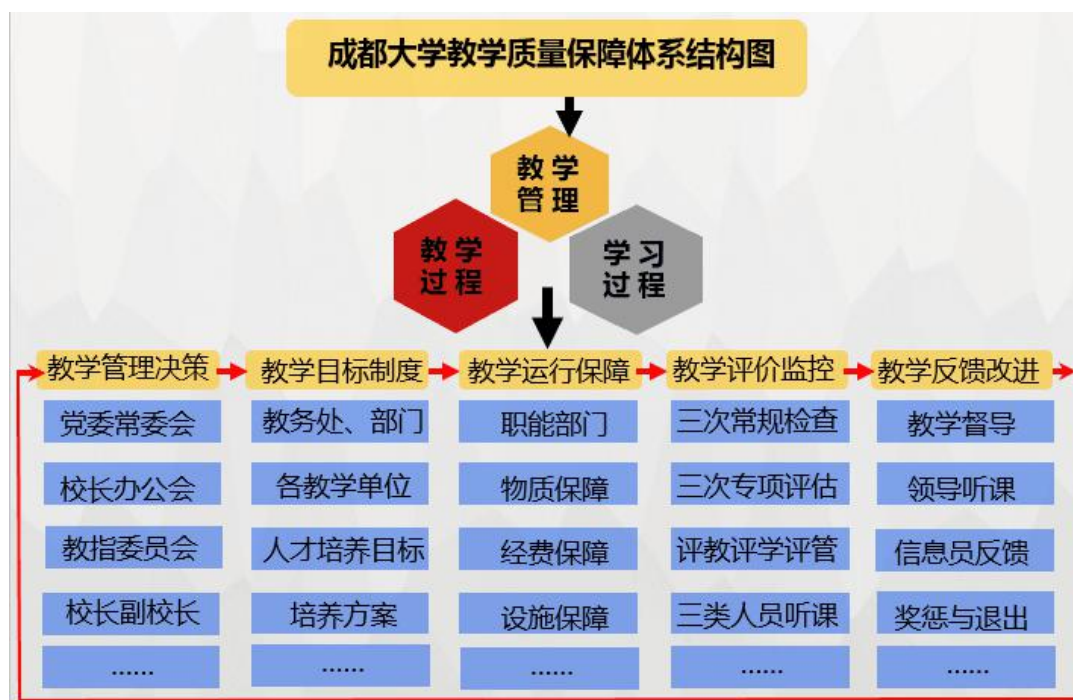 成都大学教学质量保障体系结构图
教 学
管 理
教 学
过 程
学 习
过 程
教学管理决策
教学目标制度
教学运行保障
教学评价监控
教学反馈改进
党委常委会
教务处、部门
职能部门
三次常规检查
教学督导
校长办公会
各教学单位
物质保障
三次专项评估
领导听课
教指委员会
人才培养目标
经费保障
评教评学评管
信息员反馈
校长副校长
培养方案
设施保障
三类人员听课
奖惩与退出
......
......
......
......
......